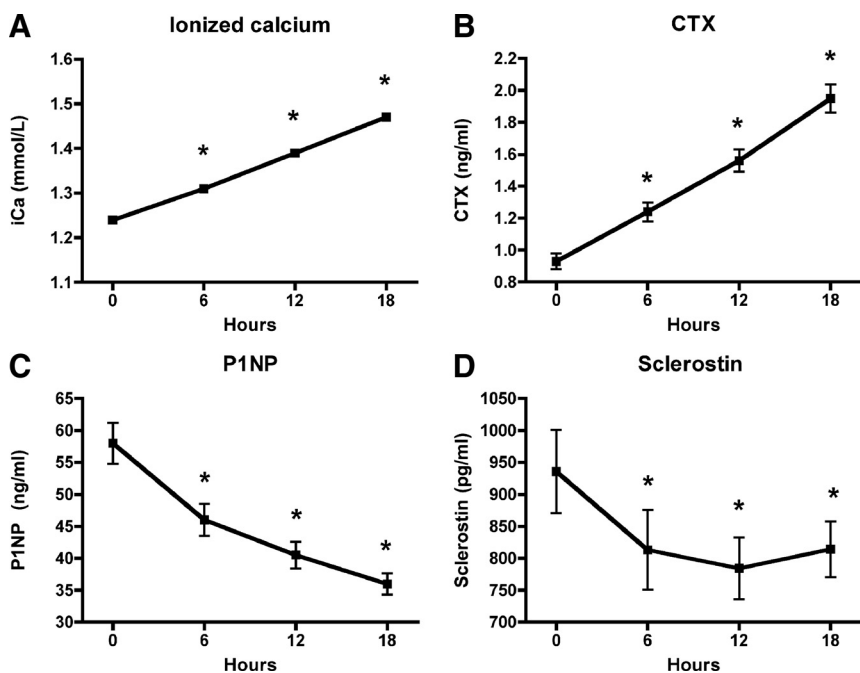 A
Ionized calcium
iCa (mmol/L)
1.6
*
1.5
*
1.4
*
1.3
1.2
1.1
0 6 12 18
Hours
B
CTX
CTX (ng/ml)
2.2
*
2.0
1.8
*
1.6
1.4
*
1.2
1.0
0.8
0 6 12 18
Hours
C
P1NP
P1NP (ng/ml)
65
60
55
*
50
*
45
*
40
35
30
0 6 12 18
Hours
D
Sclerostin
Sclerostin (pg/ml)
1050
1000
950
* * *
900
850
800
750
700
0 6 12 18
Hours